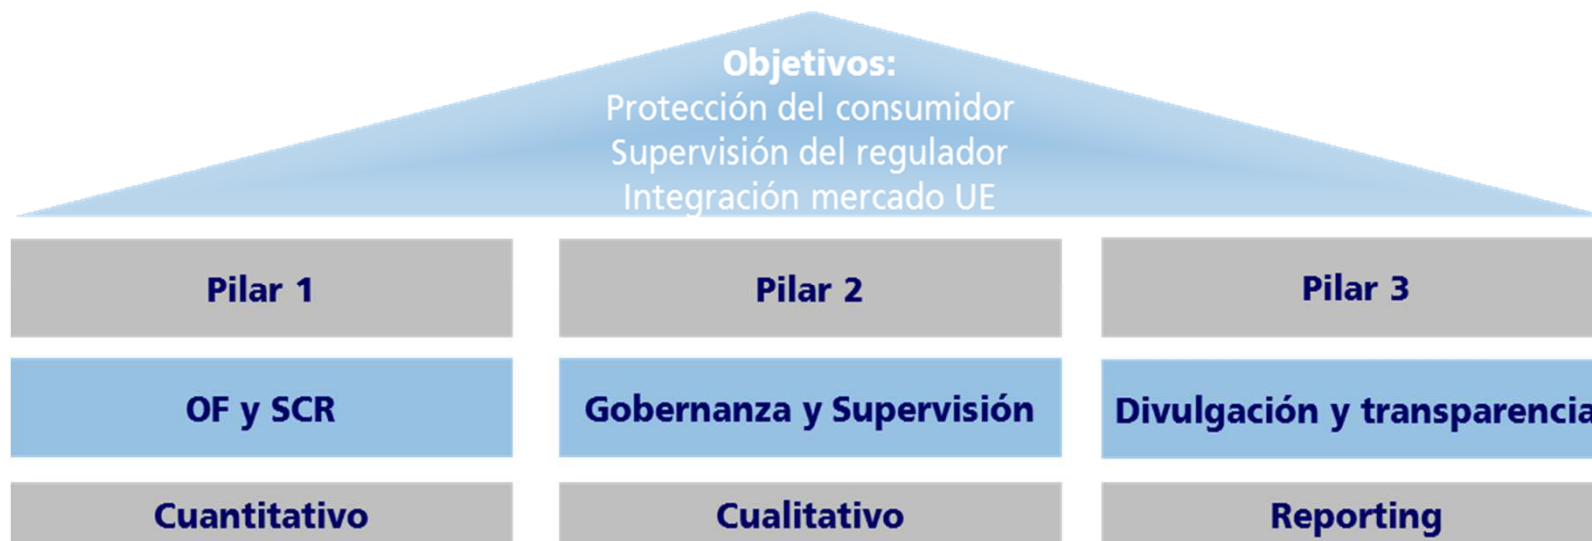 Objetivos:
Protección del consumidor
Supervisión del regulador
Integración mercado UE
Pilar 1
Pilar 2
Pilar 3
OF y SCR
Gobernanza y Supervisión
Divulgación y transparencia
Cuantitativo
Cualitativo
Reporting